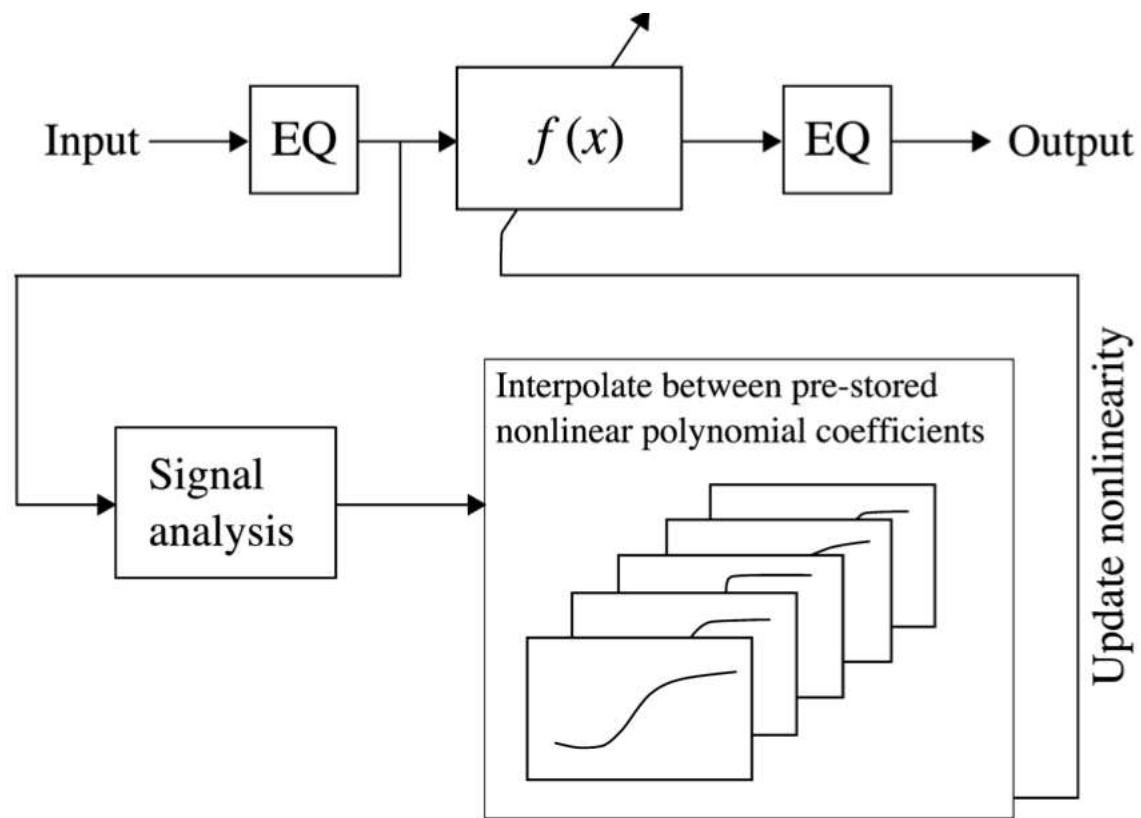 Input
EQ
f(x)
EQ
Output
Interpolate between pre-stored
nonlinear polynomial coefficients
Signal
analysis
Update nonlinearity